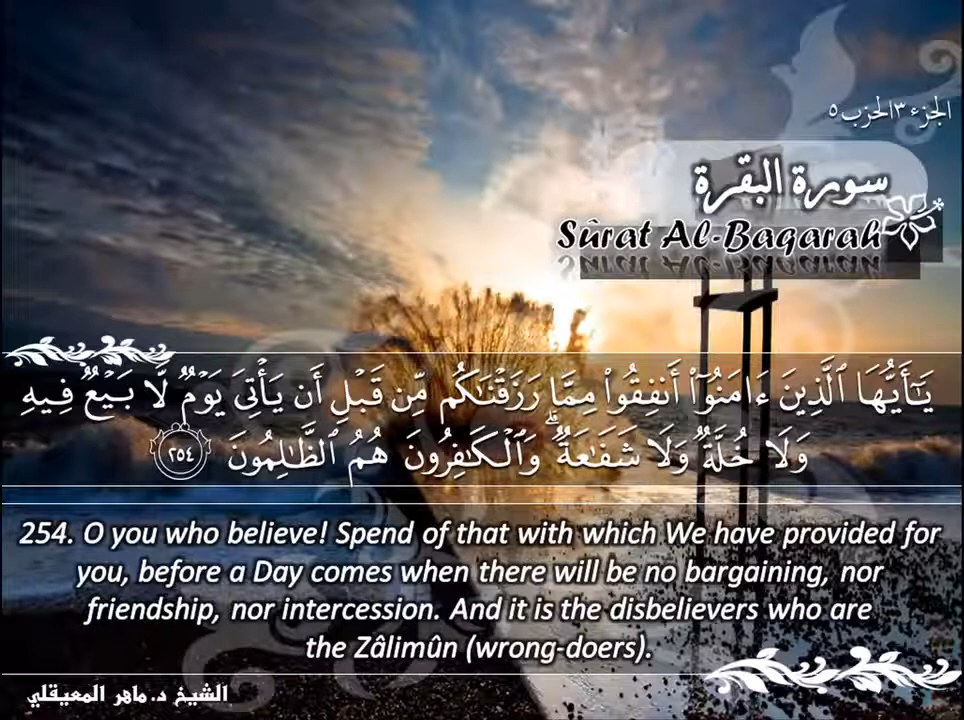 الجزء ٣ الحزب ٥
سورة البقرة
Sûrat Al-Baqarah
يَـٰٓأَيُّهَا ٱلَّذِينَ ءَامَنُوٓا۟ أَنفِقُوا۟ مِمَّا رَزَقْنَـٰكُم مِّن قَبْلِ أَن يَأْتِىَ يَوْمٌ لَّا بَيْعٌ فِيهِ
وَلَا خُلَّةٌ وَلَا شَفَـٰعَةٌ ۗ وَٱلْكَـٰفِرُونَ هُمُ ٱلظَّـٰلِمُونَ ٢٥٤
254. O you who believe! Spend of that with which We have provided for
you, before a Day comes when there will be no bargaining, nor
friendship, nor intercession. And it is the disbelievers who are
the Zâlimûn (wrong-doers).
الشيخ د. ماهر المعيقلي